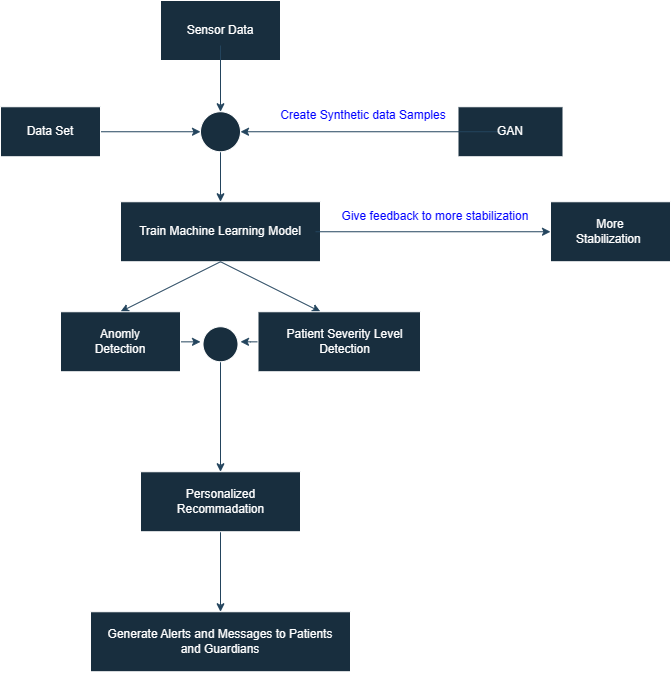 Sensor Data
Create Synthetic data Samples
Data Set
GAN
Give feedback to more stabilization
Train Machine Learning Model
More
Stabilization
Anomly
Detection
Patient Severity Level
Detection
Personalized
Recommadation
Generate Alerts and Messages to Patients
and Guardians